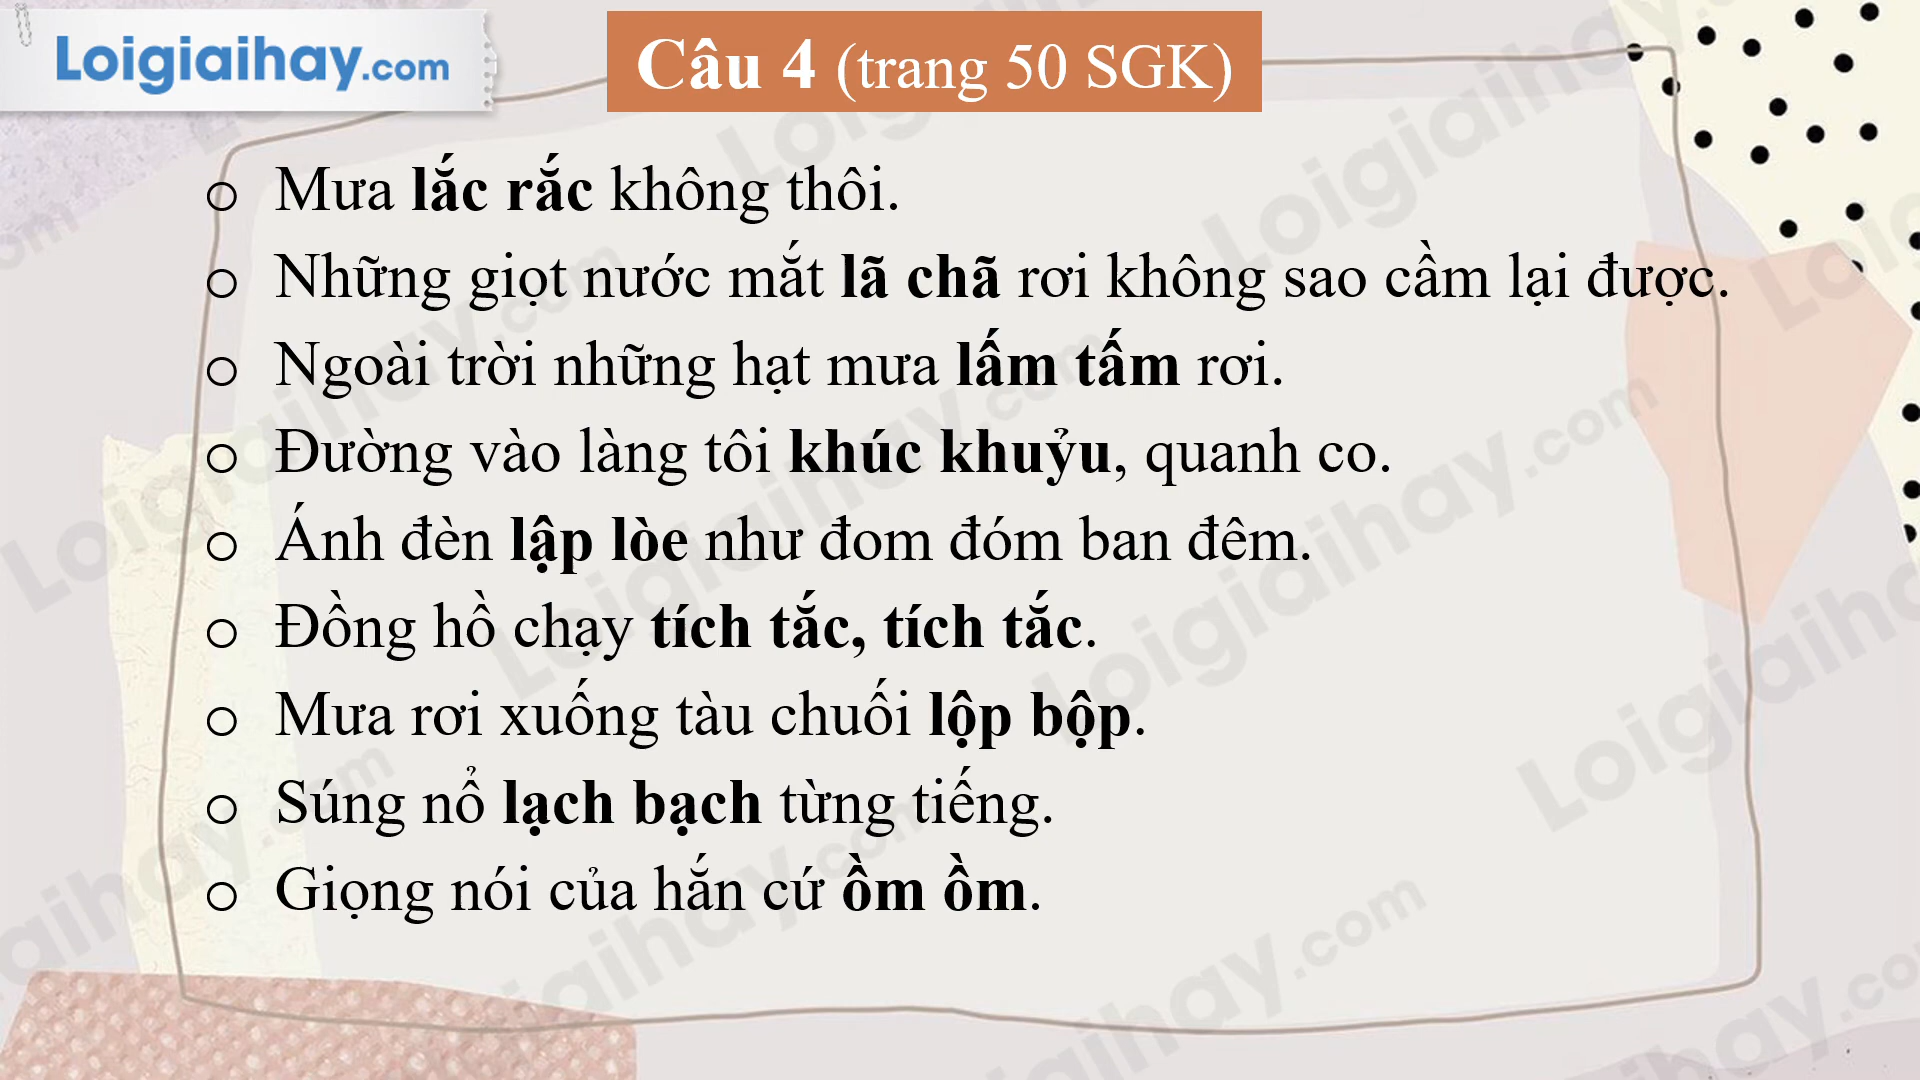 Loigiaihay.com
Câu 4 (trang 50 SGK)
o Mưa lắc rắc không thôi.
o Những giọt nước mắt lã chã rơi không sao cầm lại được.
o Ngoài trời những hạt mưa lấm tấm rơi.
o Đường vào làng tôi khúc khuỷu, quanh co.
o Ánh đèn lập lòe như đom đóm ban đêm.
o Đồng hồ chạy tích tắc, tích tắc.
o Mưa rơi xuống tàu chuối lộp bộp.
o Súng nổ lạch bạch từng tiếng.
o Giọng nói của hắn cứ ồm ồm.